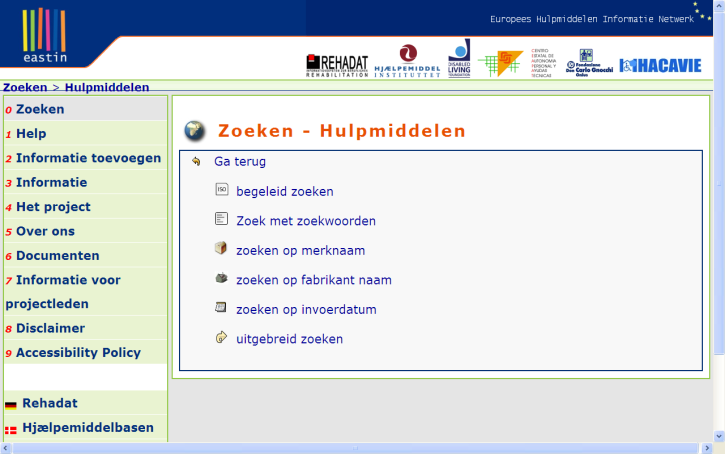 Europees Hulpmiddelen Informatie Netwerk
eastin
REHADAT
REHABILITATION
HJÆLPEMIDDEL
INSTITUTTET
DISABLED
LIVING
FOUNDATION
CENTRO
ESTATAL DE
AUTONOMIA
PERSONAL Y
AYUDAS
TECNICAS
Fondazione
Don Carlo Gnocchi
Onlus
HACAVIE
Zoeken > Hulpmiddelen
0 Zoeken
1 Help
2 Informatie toevoegen
3 Informatie
4 Het project
5 Over ons
6 Documenten
7 Informatie voor
projectleden
8 Disclaimer
9 Accessibility Policy
Rehadat
Hjælpemiddelbasen
Zoeken - Hulpmiddelen
Ga terug
ISO begeleid zoeken
Zoek met zoekwoorden
zoeken op merknaam
zoeken op fabrikant naam
zoeken op invoerdatum
uitgebreid zoeken